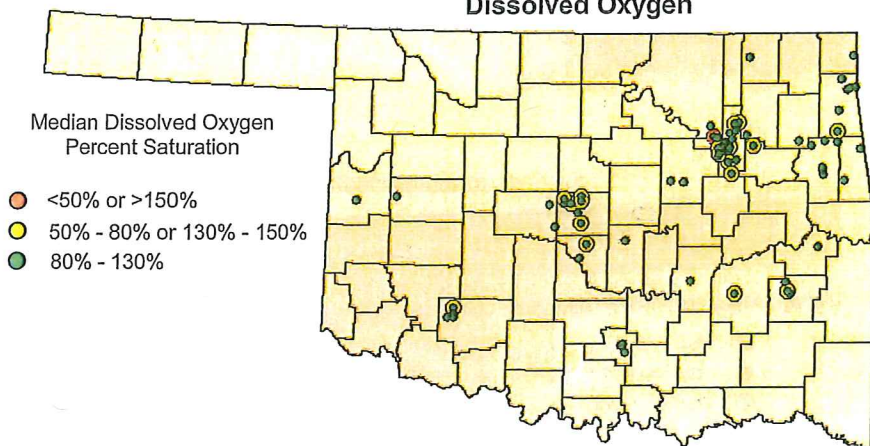 Dissolved Oxygen
Median Dissolved Oxygen
Percent Saturation
<50% or >150%
50% - 80% or 130% - 150%
80% - 130%